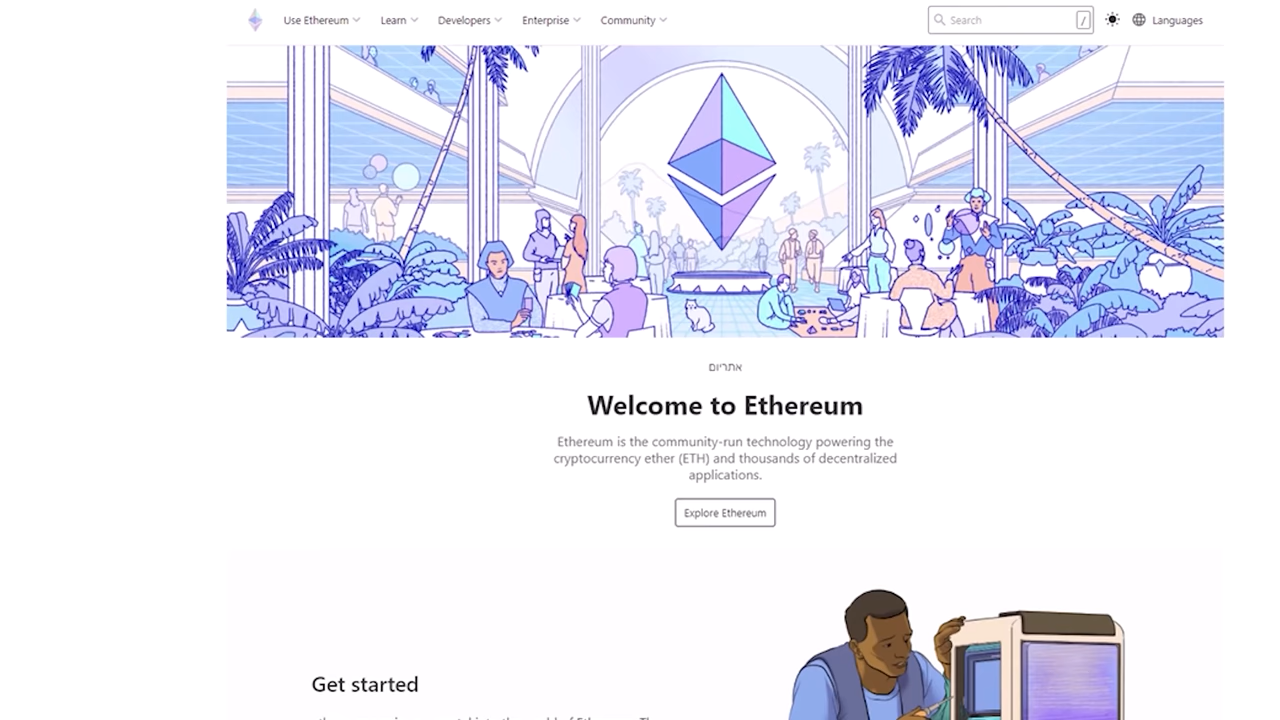 Use Ethereum Learn Developers Enterprise Community Search / Languages
אתריום
Welcome to Ethereum
Ethereum is the community-run technology powering the
cryptocurrency ether (ETH) and thousands of decentralized
applications.
Explore Ethereum
Get started